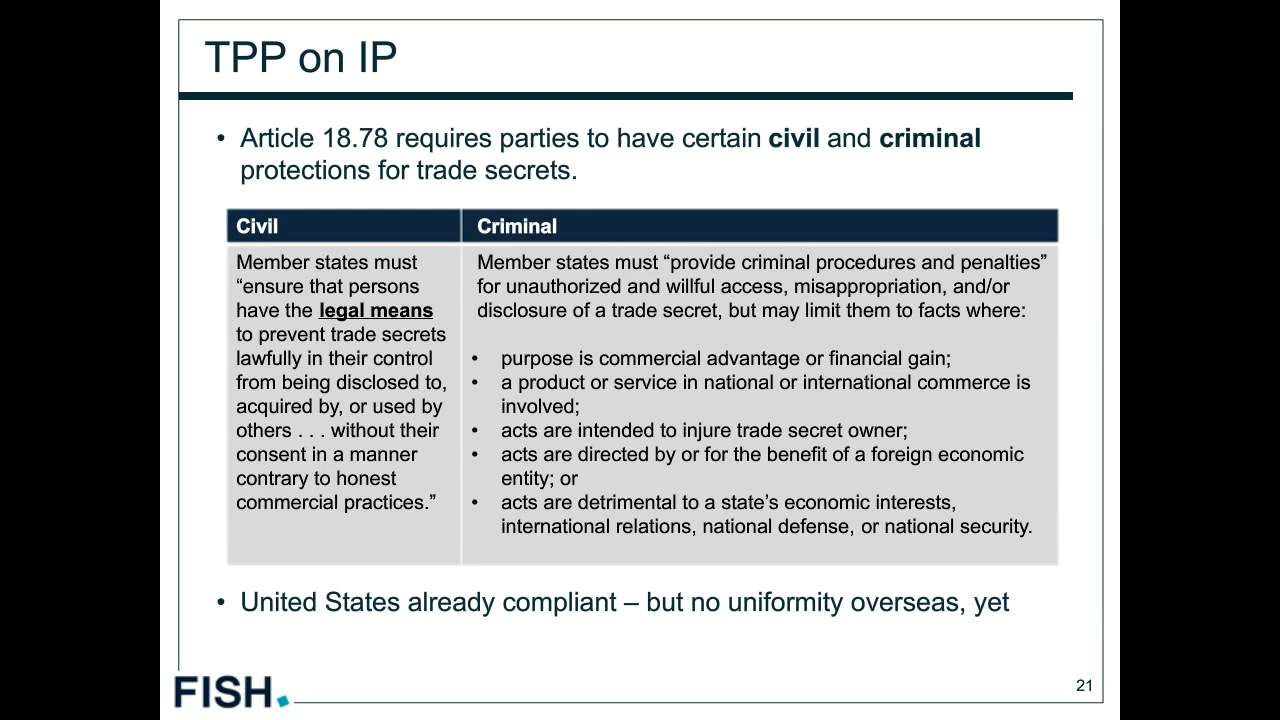 TPP on IP
• Article 18.78 requires parties to have certain civil and criminal
protections for trade secrets.
Civil
Member states must
“ensure that persons
have the legal means
to prevent trade secrets
lawfully in their control
from being disclosed to,
acquired by, or used by
others . . . without their
consent in a manner
contrary to honest
commercial practices.”
Criminal
Member states must “provide criminal procedures and penalties”
for unauthorized and willful access, misappropriation, and/or
disclosure of a trade secret, but may limit them to facts where:
• purpose is commercial advantage or financial gain;
• a product or service in national or international commerce is
involved;
• acts are intended to injure trade secret owner;
• acts are directed by or for the benefit of a foreign economic
entity; or
• acts are detrimental to a state’s economic interests,
international relations, national defense, or national security.
• United States already compliant – but no uniformity overseas, yet
FISH.
21